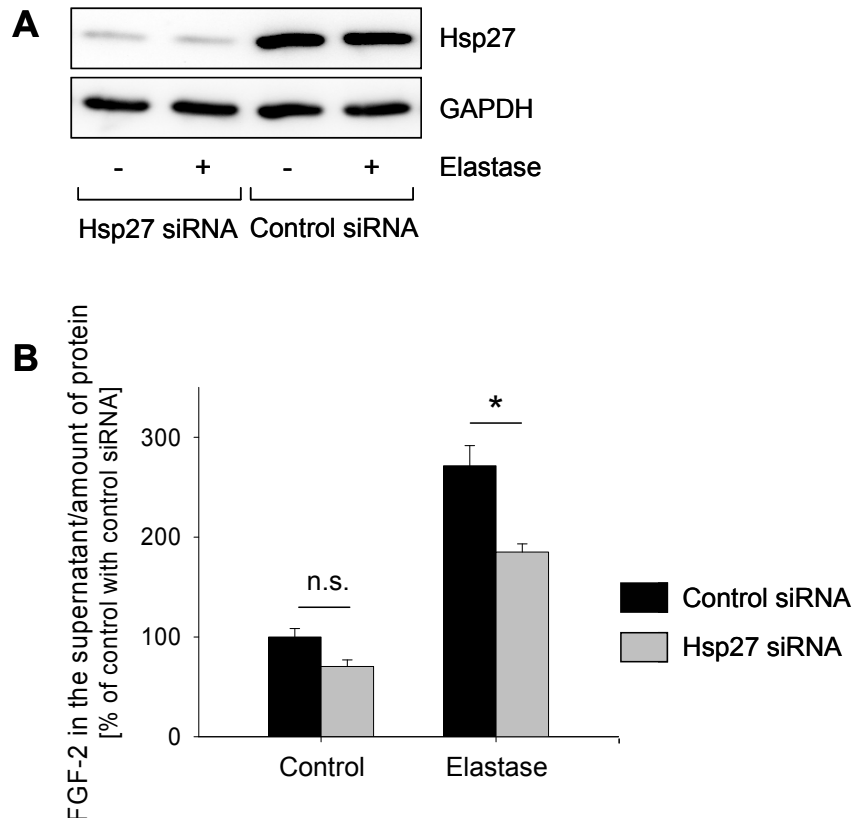 A
Hsp27
GAPDH
- + - + Elastase
Hsp27 siRNA Control siRNA
B
FGF-2 in the supernatant/amount of protein
[% of control with control siRNA]
300
200
100
0
n.s.
*
Control Elastase
Control siRNA
Hsp27 siRNA